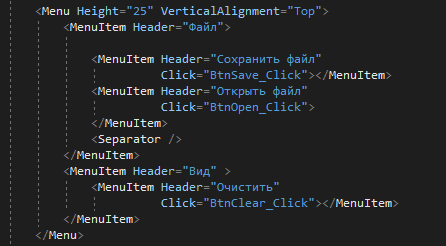 <Menu Height="25" VerticalAlignment="Top">
<MenuItem Header="Файл">
<MenuItem Header="Сохранить файл"
Click="BtnSave_Click"></MenuItem>
<MenuItem Header="Открыть файл"
Click="BtnOpen_Click">
</MenuItem>
<Separator />
</MenuItem>
<MenuItem Header="Вид" >
<MenuItem Header="Очистить"
Click="BtnClear_Click"></MenuItem>
</MenuItem>
</Menu>